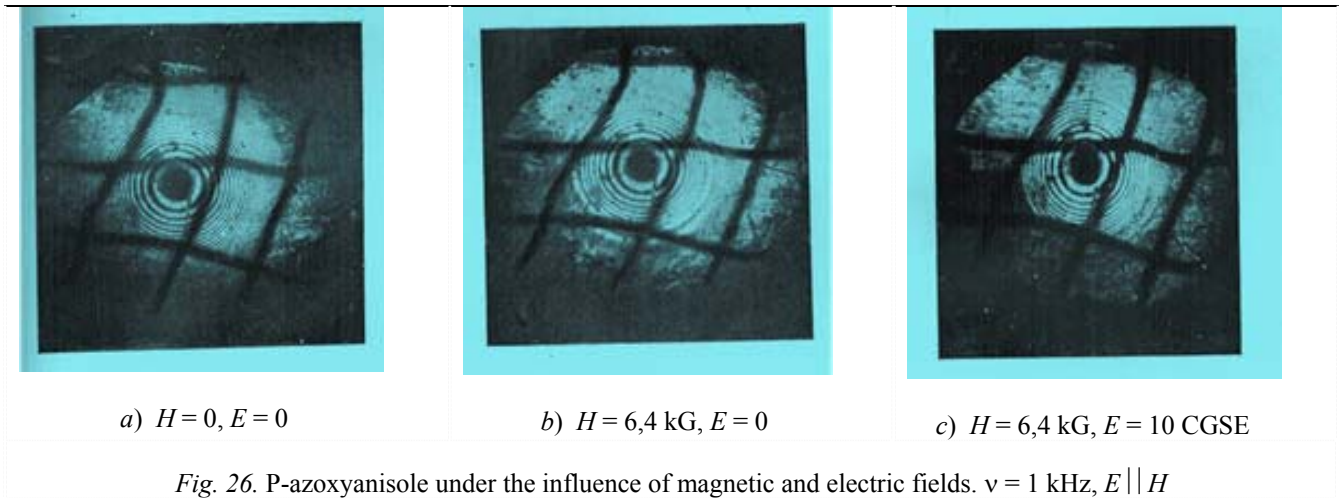 a) H = 0, E = 0
b) H = 6,4 kG, E = 0
c) H = 6,4 kG, E = 10 CGSE
Fig. 26. P-azoxyanisole under the influence of magnetic and electric fields. ν = 1 kHz, E||H